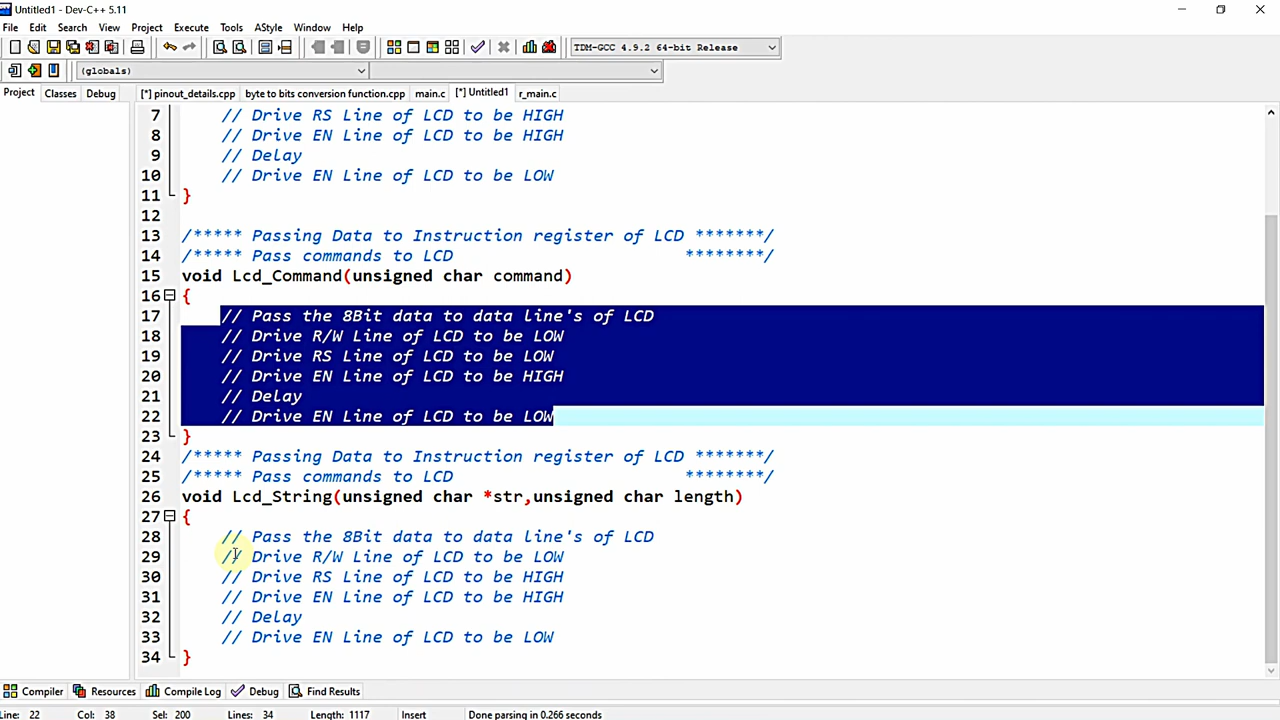 Untitled1 - Dev-C++ 5.11
File Edit Search View Project Execute Tools AStyle Window Help
TDM-GCC 4.9.2 64-bit Release
(globals)
Project Classes Debug
[*] pinout_details.cpp byte to bits conversion function.cpp main.c [*] Untitled1 r_main.c
7 // Drive RS Line of LCD to be HIGH
8 // Drive EN Line of LCD to be HIGH
9 // Delay
10 // Drive EN Line of LCD to be LOW
11 }
12
13 /***** Passing Data to Instruction register of LCD *******/
14 /***** Pass commands to LCD ********/
15 void Lcd_Command(unsigned char command)
16 {
17 // Pass the 8Bit data to data line's of LCD
18 // Drive R/W Line of LCD to be LOW
19 // Drive RS Line of LCD to be LOW
20 // Drive EN Line of LCD to be HIGH
21 // Delay
22 // Drive EN Line of LCD to be LOW
23 }
24 /***** Passing Data to Instruction register of LCD *******/
25 /***** Pass commands to LCD ********/
26 void Lcd_String(unsigned char *str,unsigned char length)
27 {
28 // Pass the 8Bit data to data line's of LCD
29 // Drive R/W Line of LCD to be LOW
30 // Drive RS Line of LCD to be HIGH
31 // Drive EN Line of LCD to be HIGH
32 // Delay
33 // Drive EN Line of LCD to be LOW
34 }
Compiler Resources Compile Log Debug Find Results
Line: 22 Col: 38 Sel: 200 Lines: 34 Length: 1117 Insert Done parsing in 0.266 seconds